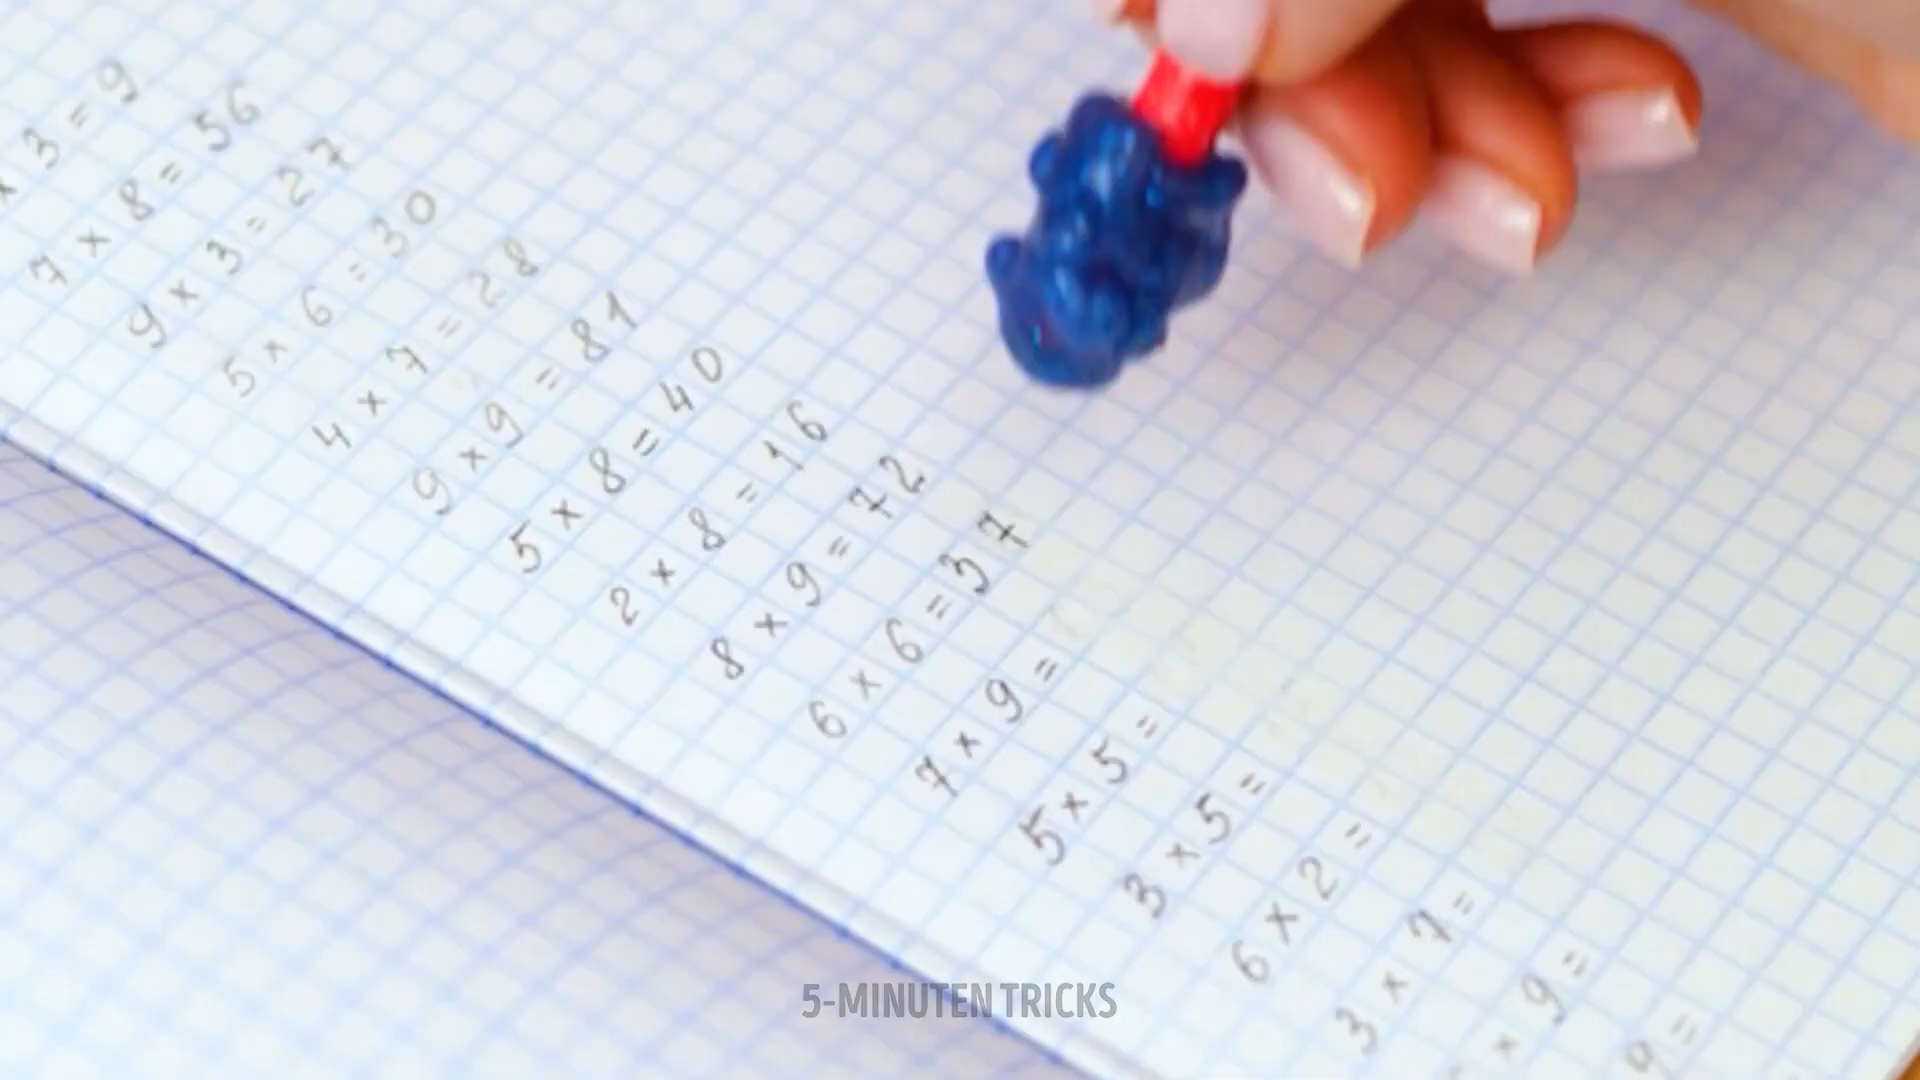 x 3 = 9
7 x 8 = 56
9 x 3 = 27
5 x 6 = 30
4 x 7 = 28
9 x 9 = 81
5 x 8 = 40
2 x 8 = 16
8 x 9 = 72
6 x 6 = 37
7 x 9 =
5 x 5 =
3 x 5 =
6 x 2 =
3 x 7 =
x 9 =
9 =
5-MINUTEN TRICKS